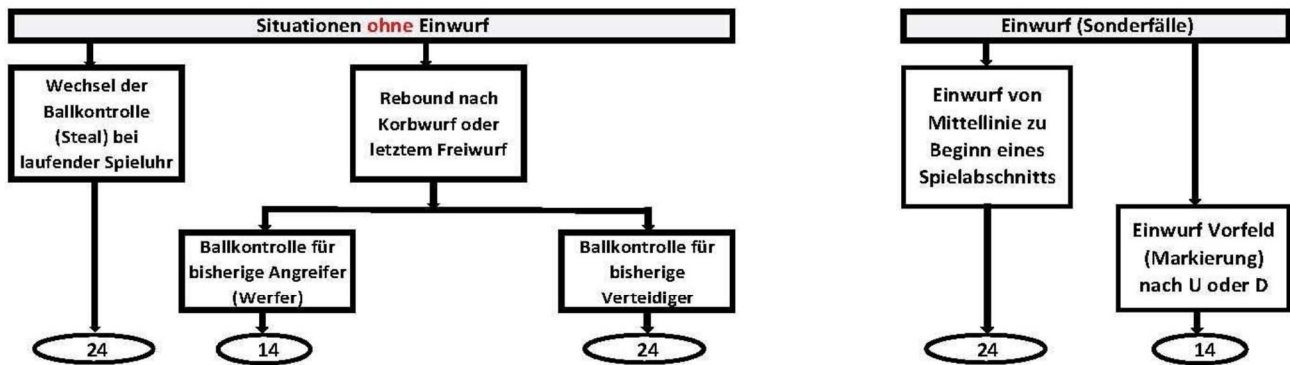 Situationen ohne Einwurf
Wechsel der
Ballkontrolle
(Steal) bei
laufender Spieluhr
Rebound nach
Korbwurf oder
letztem Freiwurf
Ballkontrolle für
bisherige Angreifer
(Werfer)
Ballkontrolle für
bisherige
Verteidiger
24
14
24
Einwurf (Sonderfälle)
Einwurf von
Mittellinie zu
Beginn eines
Spielabschnitts
Einwurf Vorfeld
(Markierung)
nach U oder D
24
14